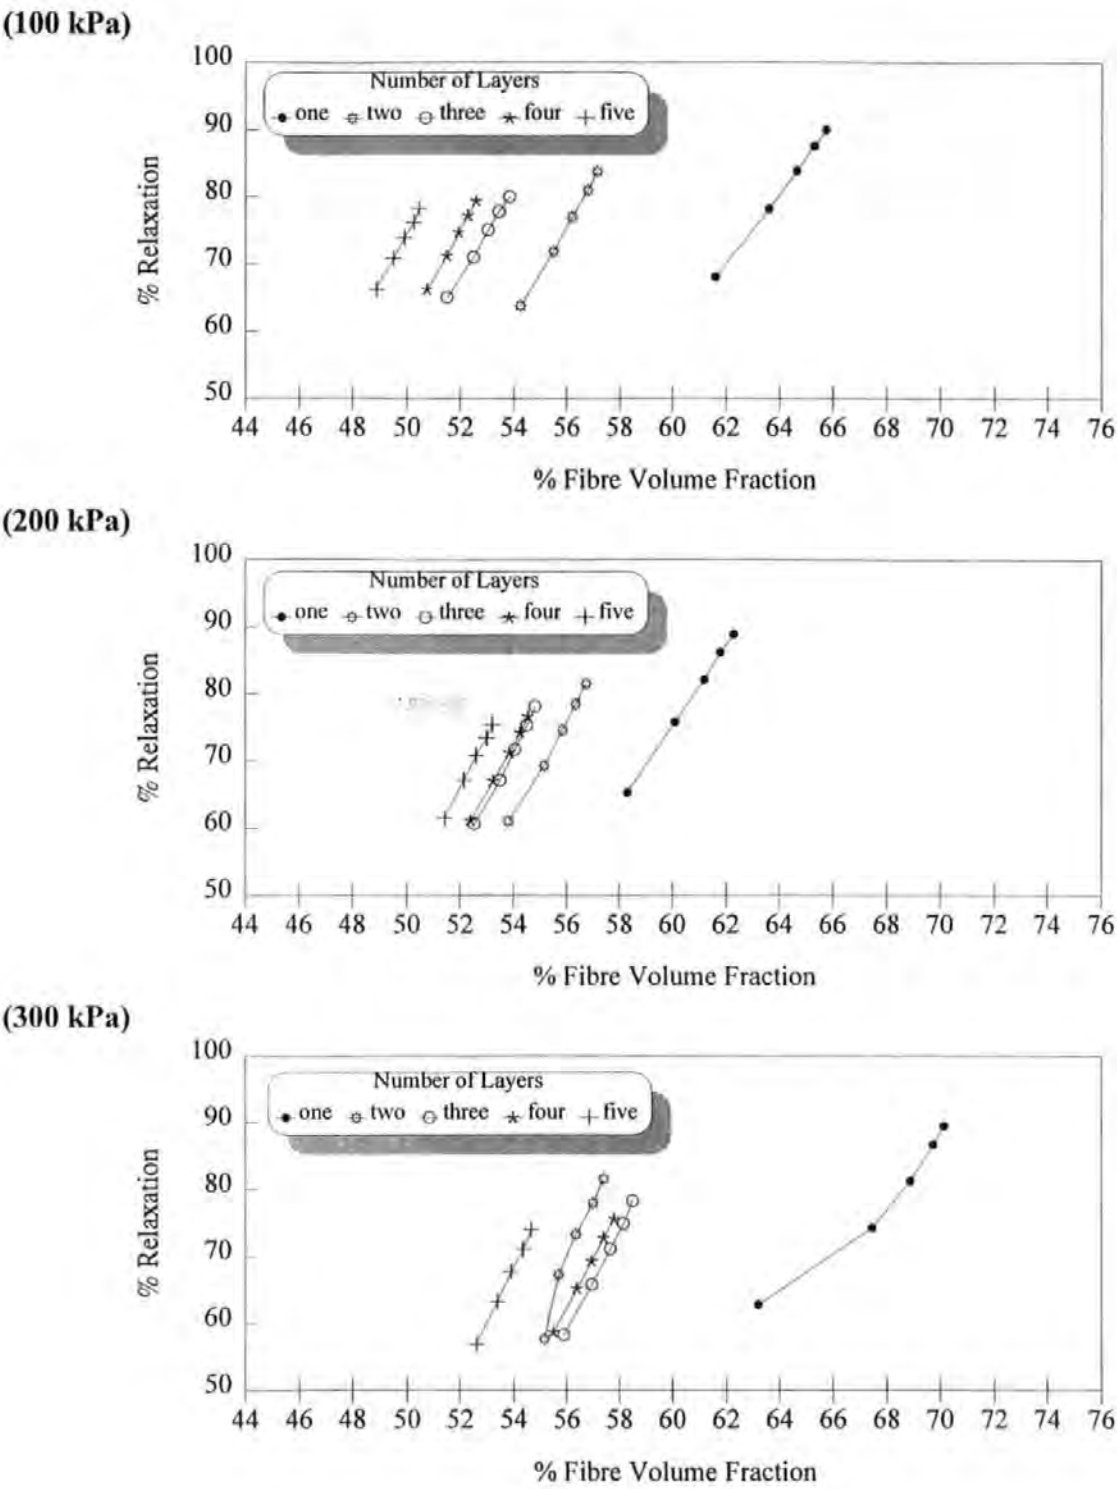 (100 kPa)
100
Number of Layers
one two three four five
90
80
70
60
50
% Relaxation
44 46 48 50 52 54 56 58 60 62 64 66 68 70 72 74 76
% Fibre Volume Fraction
(200 kPa)
100
Number of Layers
one two three four five
90
80
70
60
50
% Relaxation
44 46 48 50 52 54 56 58 60 62 64 66 68 70 72 74 76
% Fibre Volume Fraction
(300 kPa)
100
Number of Layers
one two three four five
90
80
70
60
50
% Relaxation
44 46 48 50 52 54 56 58 60 62 64 66 68 70 72 74 76
% Fibre Volume Fraction